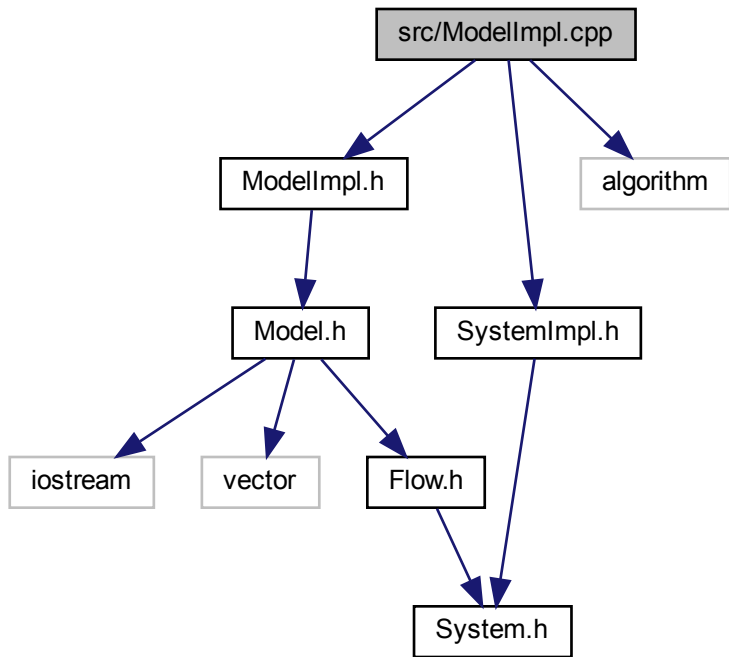 src/ModelImpl.cpp
ModelImpl.h
algorithm
Model.h
SystemImpl.h
iostream
vector
Flow.h
System.h